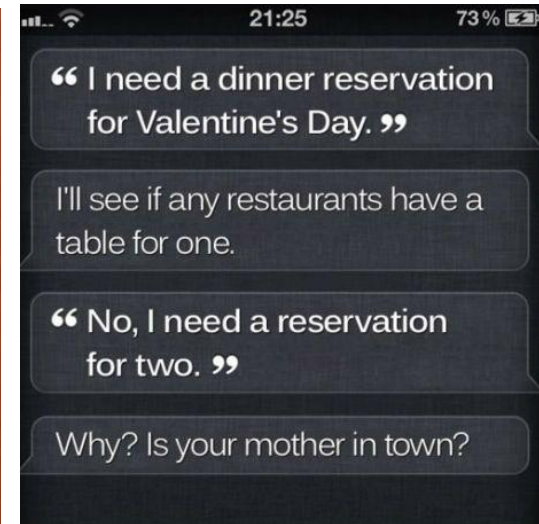 21:25 73%
“ I need a dinner reservation
for Valentine's Day. ”
I'll see if any restaurants have a
table for one.
“ No, I need a reservation
for two. ”
Why? Is your mother in town?